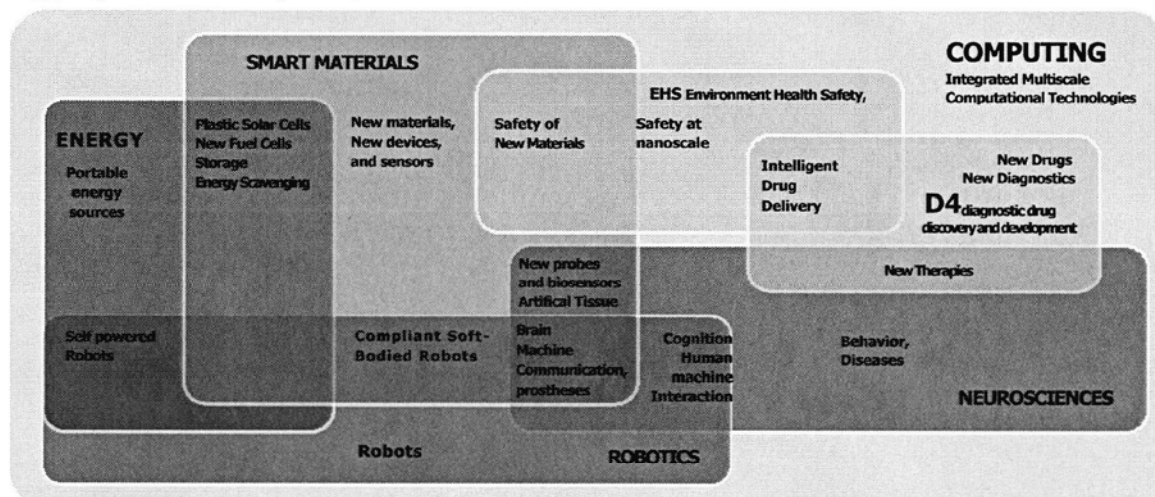 SMART MATERIALS
COMPUTING
Integrated Multiscale
Computational Technologies
EHS Environment Health Safety,
ENERGY
Portable
energy
sources
Plastic Solar Cells
New Fuel Cells
Storage
Energy Scavenging
New materials,
New devices,
and sensors
Safety of
New Materials
Safety at
nanoscale
Intelligent
Drug
Delivery
New Drugs
New Diagnostics
D4 diagnostic drug
discovery and development
New Therapies
New probes
and biosensors
Artifical Tissue
Self powered
Robots
Compliant Soft-
Bodied Robots
Brain
Machine
Communication,
prostheses
Cognition
Human
machine
Interaction
Behavior,
Diseases
NEUROSCIENCES
Robots
ROBOTICS